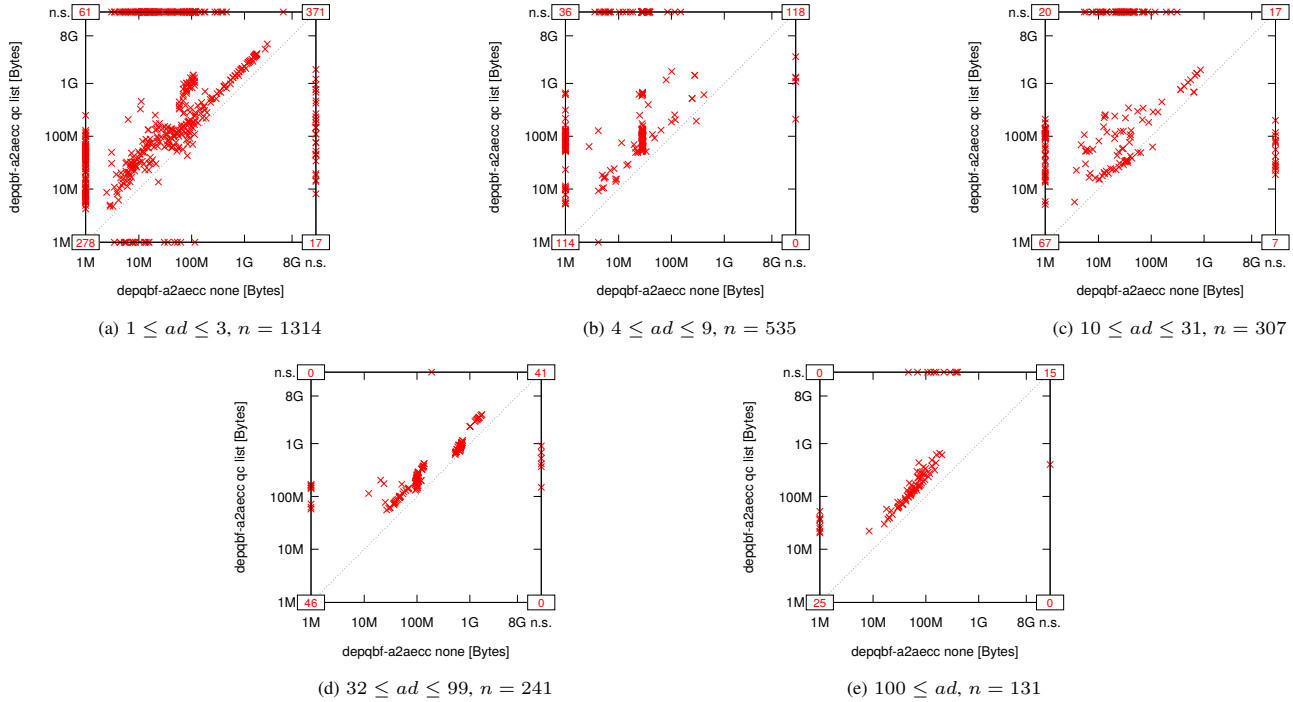 n.s. 61 371
8G
1G
100M
10M
1M 278 17
1M 10M 100M 1G 8G n.s.
depqbf-a2aecc qc list [Bytes]
depqbf-a2aecc none [Bytes]
(a) 1 ≤ ad ≤ 3, n = 1314
n.s. 36 118
8G
1G
100M
10M
1M 114 0
1M 10M 100M 1G 8G n.s.
depqbf-a2aecc qc list [Bytes]
depqbf-a2aecc none [Bytes]
(b) 4 ≤ ad ≤ 9, n = 535
n.s. 20 17
8G
1G
100M
10M
1M 67 7
1M 10M 100M 1G 8G n.s.
depqbf-a2aecc qc list [Bytes]
depqbf-a2aecc none [Bytes]
(c) 10 ≤ ad ≤ 31, n = 307
n.s. 0 41
8G
1G
100M
10M
1M 46 0
1M 10M 100M 1G 8G n.s.
depqbf-a2aecc qc list [Bytes]
depqbf-a2aecc none [Bytes]
(d) 32 ≤ ad ≤ 99, n = 241
n.s. 0 15
8G
1G
100M
10M
1M 25 0
1M 10M 100M 1G 8G n.s.
depqbf-a2aecc qc list [Bytes]
depqbf-a2aecc none [Bytes]
(e) 100 ≤ ad, n = 131